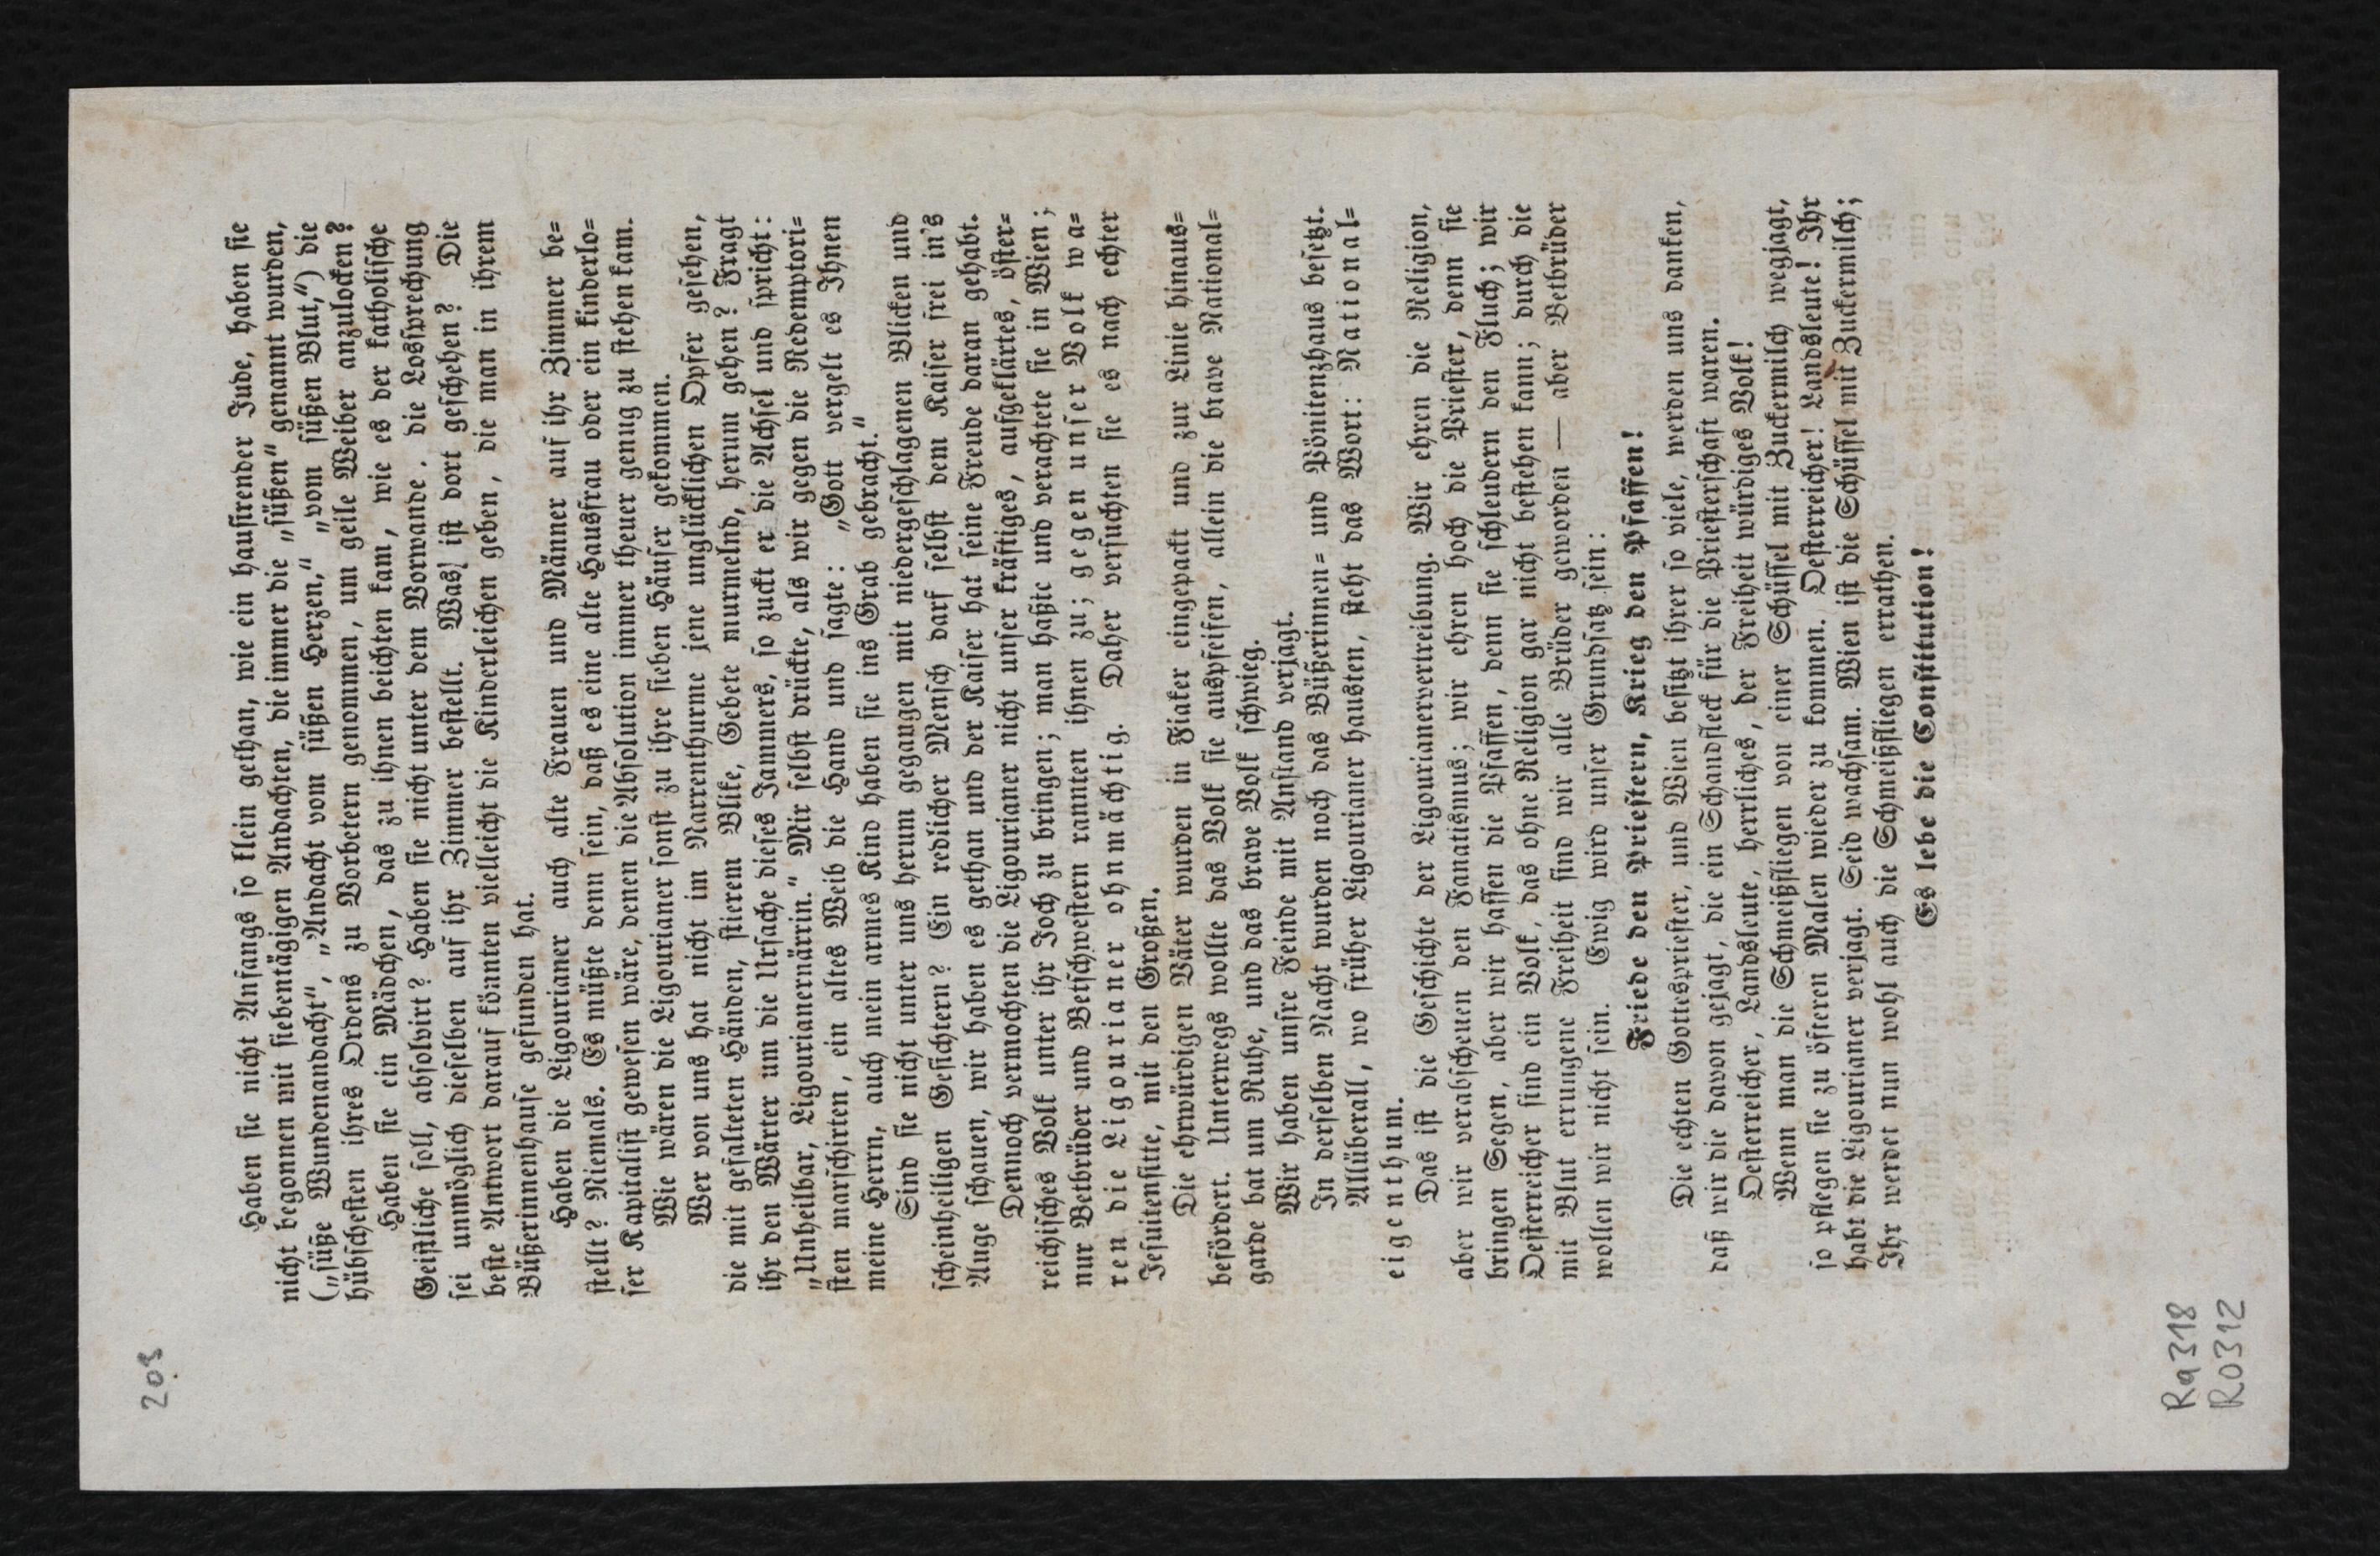 203
Haben sie nicht Anfangs so klein gethan, wie ein hausirender Jude, haben sie
nicht begonnen mit siebentägigen Andachten, die immer die „süßen“ genannt wurden,
(„süße Wundenandacht“, „Andacht vom süßen Herzen,“ „vom süßen Blut,“) die
hübschesten ihres Ordens zu Vorbetern genommen, um geile Weiber anzulocken?
Haben sie ein Mädchen, das zu ihnen beichten kam, wie es der katholische
Geistliche soll, absolvirt? Haben sie nicht unter dem Vorwande, die Lossprechung
sei unmöglich dieselben auf ihr Zimmer bestellt. Was! ist dort geschehen? Die
beste Antwort darauf könnten vielleicht die Kinderleichen geben, die man in ihrem
Büßerinnenhause gefunden hat.
Haben die Ligourianer auch alte Frauen und Männer auf ihr Zimmer be-
stellt? Niemals. Es müßte denn sein, daß es eine alte Hausfrau oder ein kinderlo-
ser Kapitalist gewesen wäre, denen die Absolution immer theuer genug zu stehen kam.
Wie wären die Ligourianer sonst zu ihre sieben Häuser gekommen.
Wer von uns hat nicht im Narrenthurme jene unglücklichen Opfer gesehen,
die mit gefalteten Händen, stierem Blike, Gebete murmelnd, herum gehen? Fragt
ihr den Wärter um die Ursache dieses Jammers, so zuckt er die Achsel und spricht:
„Unheilbar, Ligourianernärrin.“ Mir selbst drückte, als wir gegen die Redemptori-
sten marschirten, ein altes Weib die Hand und sagte: „Gott vergelt es Ihnen
meine Herrn, auch mein armes Kind haben sie ins Grab gebracht.“
Sind sie nicht unter uns herum gegangen mit niedergeschlagenen Blicken und
scheinheiligen Gesichtern? Ein redlicher Mensch darf selbst dem Kaiser frei in's
Auge schauen, wir haben es gethan und der Kaiser hat seine Freude daran gehabt.
Dennoch vermochten die Ligourianer nicht unser kräftiges, aufgeklärtes, öster-
reichisches Volk unter ihr Joch zu bringen; man haßte und verachtete sie in Wien;
nur Betbrüder und Betschwestern rannten ihnen zu; gegen unser Volk wa-
ren die Ligourianer ohnmächtig. Daher versuchten sie es nach echter
Jesuitensitte, mit den Großen.
Die ehrwürdigen Väter wurden in Fiaker eingepackt und zur Linie hinaus-
befördert. Unterwegs wollte das Volk sie auspfeifen, allein die brave National-
garde bat um Ruhe, und das brave Volk schwieg.
Wir haben unsre Feinde mit Anstand verjagt.
In derselben Nacht wurden noch das Büßerinnen- und Pönitenzhaus besetzt.
Allüberall, wo früher Ligourianer hausten, steht das Wort: National-
eigenthum.
Das ist die Geschichte der Ligourianervertreibung. Wir ehren die Religion,
aber wir verabscheuen den Fanatismus; wir ehren hoch die Priester, denn sie
bringen Segen, aber wir hassen die Pfaffen, denn sie schleudern den Fluch; wir
Oesterreicher sind ein Volk, das ohne Religion gar nicht bestehen kann; durch die
mit Blut errungene Freiheit sind wir alle Brüder geworden — aber Betbrüder
wollen wir nicht sein. Ewig wird unser Grundsatz sein:
Friede den Priestern, Krieg den Pfaffen!
Die echten Gottespriester, und Wien besitzt ihrer so viele, werden uns danken,
daß wir die davon gejagt, die ein Schandfleck für die Priesterschaft waren.
Oesterreicher, Landsleute, herrliches, der Freiheit würdiges Volk!
Wenn man die Schmeißfliegen von einer Schüssel mit Zuckermilch wegjagt,
so pflegen sie zu öfteren Malen wieder zu kommen. Oesterreicher! Landsleute! Ihr
habt die Ligourianer verjagt. Seid wachsam. Wien ist die Schüssel mit Zuckermilch;
Ihr werdet nun wohl auch die Schmeißfliegen errathen.
Es lebe die Constitution!
Ra 318
R0312